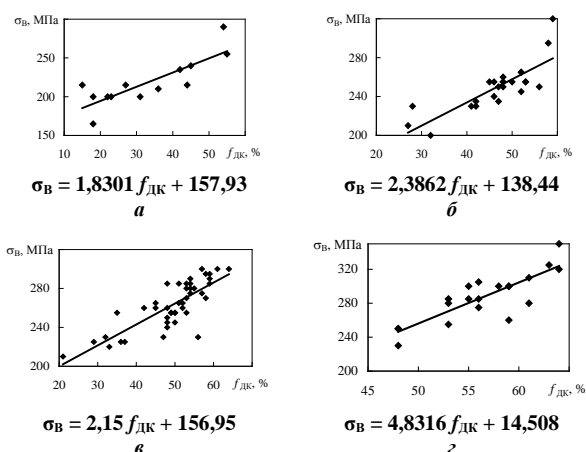 σВ, МПа
250
200
150
10 20 30 40 50 fДК, %
σВ = 1,8301 fДК + 157,93
а
σВ, МПа
320
280
240
200
20 30 40 50 fДК, %
σВ = 2,3862 fДК + 138,44
б
σВ, МПа
280
240
200
20 30 40 50 60 fДК, %
σВ = 2,15 fДК + 156,95
в
σВ, МПа
320
280
240
200
45 50 55 60 fДК, %
σВ = 4,8316 fДК + 14,508
г